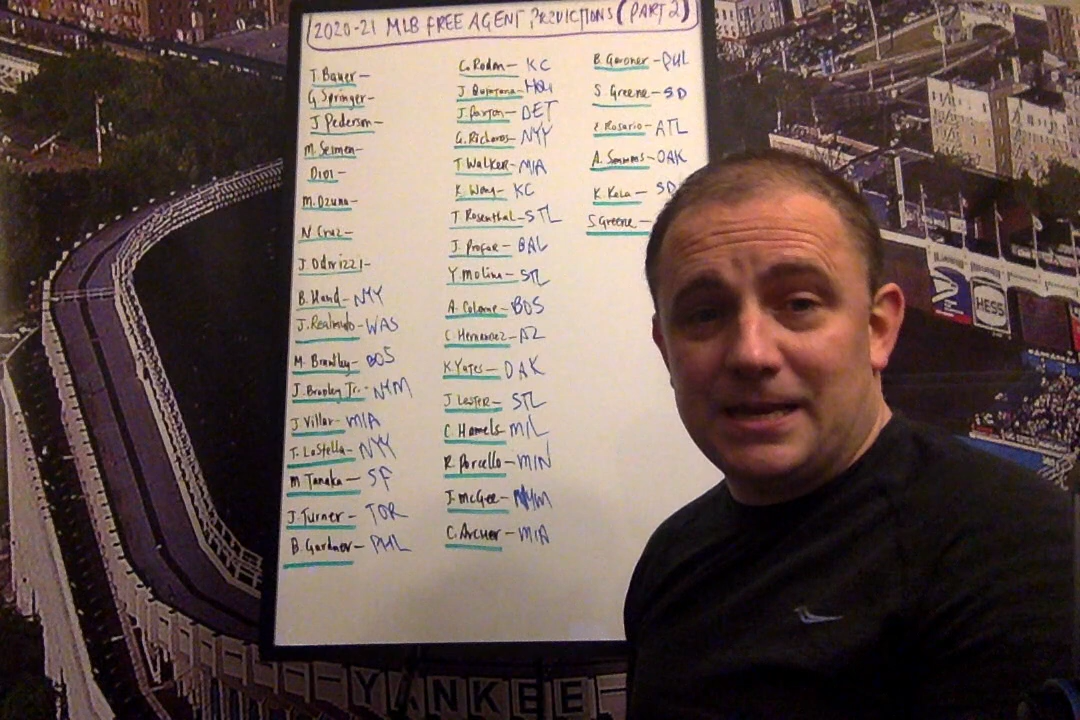 2020-21 MLB FREE AGENT PREDICTIONS (PART 2)
T. Bauer-
G. Springer-
J Pederson-
M. Semien-
Didi-
M. Ozuna-
N. Cruz-
J. Odorizzi-
B. Hand- NYY
J. Realmuto- WAS
M. Brantley- BOS
J. Bradley Jr.- NYM
J. Villar- MIA
T. LaStella- NYY
M Tanaka- SF
J. Turner- TOR
B. Gardner- PHL
C. Rodon- KC
J. Quintana- HOU
J. Paxton- DET
G. Richards- NYY
T. Walker- MIA
K. Wong- KC
T. Rosenthal- STL
J. Profar- BAL
Y. Molina- STL
A. Colome- BOS
C Hernandez- AZ
K. Yates- OAK
J. Lester- STL
C. Hamels- MIL
R. Porcello- MIN
J. McGee- NYM
C. Archer- MIA
B. Gardner- PHL
S. Greene- SD
E. Rosario- ATL
A. Simmons- OAK
K. Kela- SD
S. Greene-
HESS
YANKEE